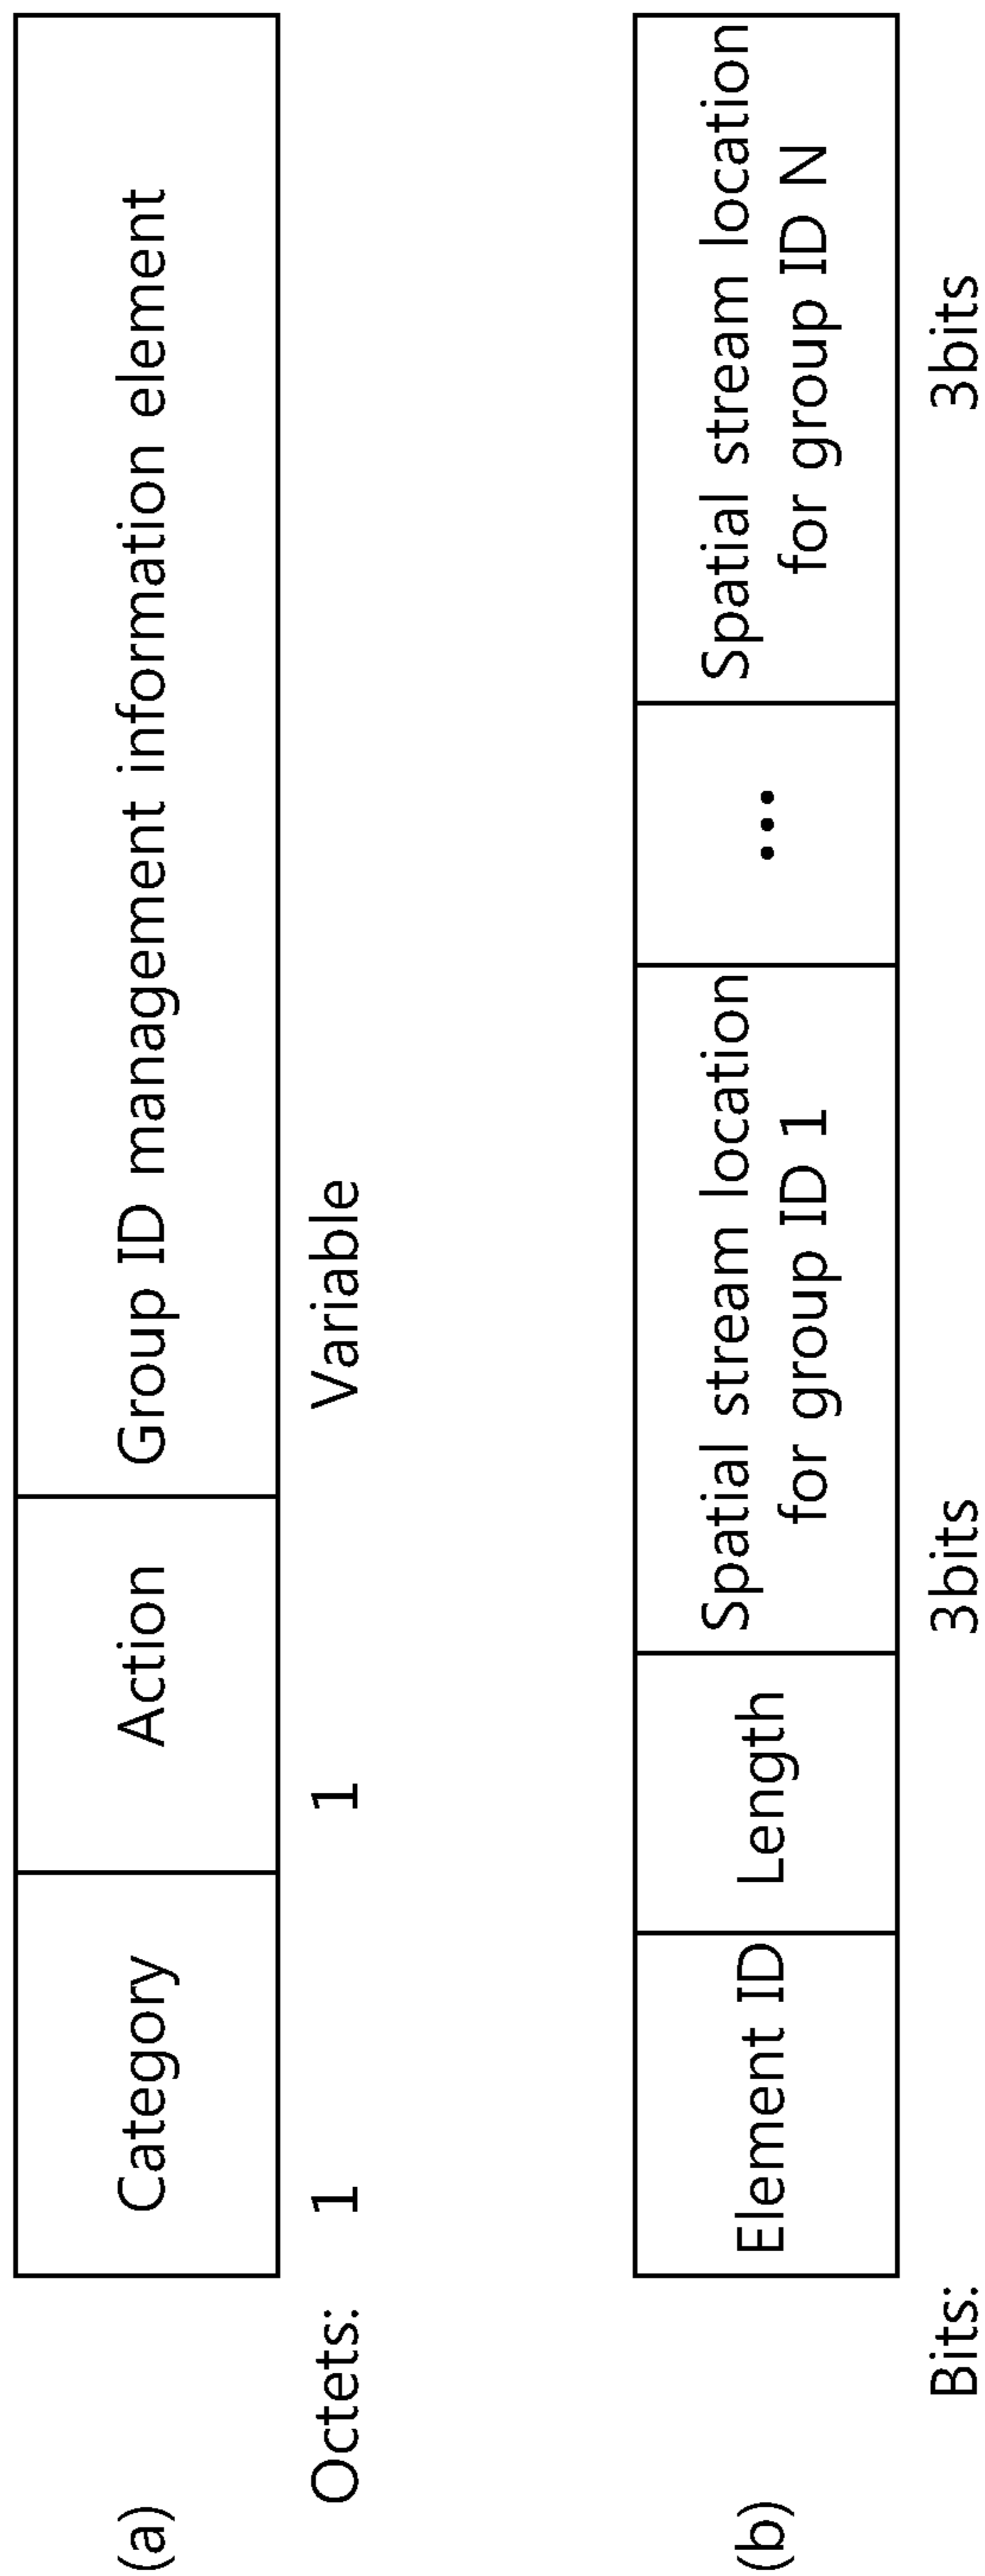 (a)
Category
Action
Group ID management information element
Octets: 1 1 Variable
(b)
Element ID
Length
Spatial stream location
for group ID 1
•••
Spatial stream location
for group ID N
Bits: 3bits 3bits